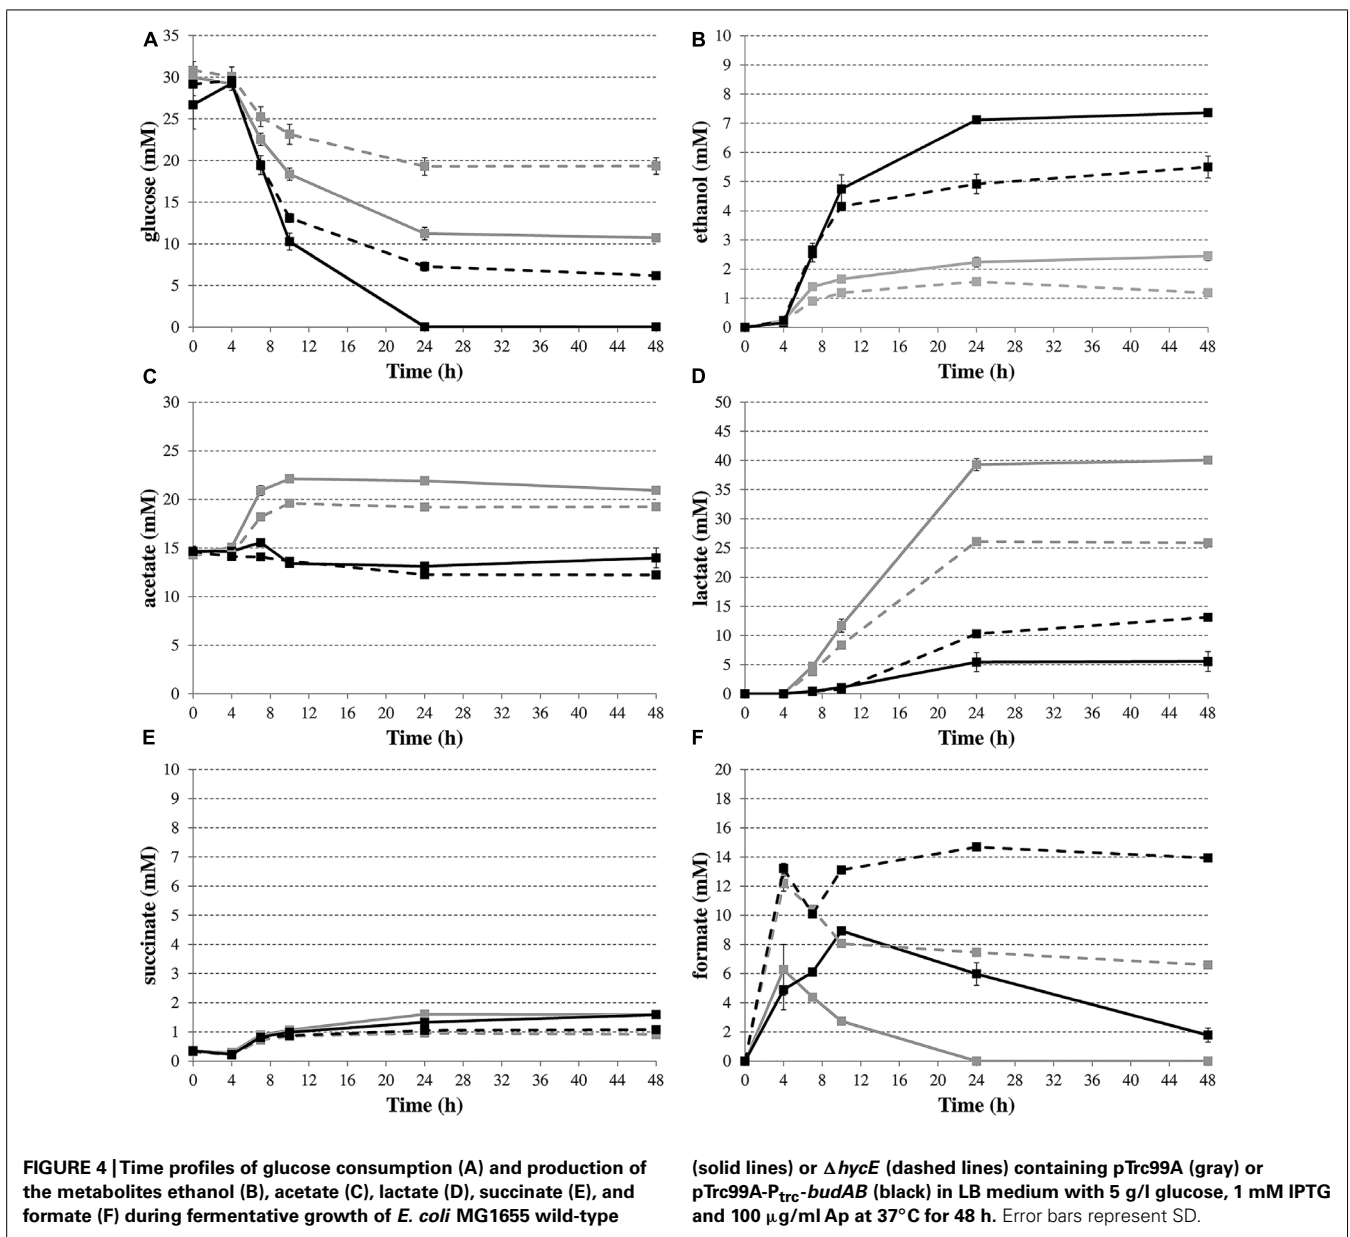 A
35
30
25
20
15
10
5
0
glucose (mM)
0 4 8 12 16 20 24 28 32 36 40 44 48
Time (h)
B
10
9
8
7
6
5
4
3
2
1
0
ethanol (mM)
0 4 8 12 16 20 24 28 32 36 40 44 48
Time (h)
C
30
25
20
15
10
5
0
acetate (mM)
0 4 8 12 16 20 24 28 32 36 40 44 48
Time (h)
D
50
45
40
35
30
25
20
15
10
5
0
lactate (mM)
0 4 8 12 16 20 24 28 32 36 40 44 48
Time (h)
E
10
9
8
7
6
5
4
3
2
1
0
succinate (mM)
0 4 8 12 16 20 24 28 32 36 40 44 48
Time (h)
F
20
18
16
14
12
10
8
6
4
2
0
formate (mM)
0 4 8 12 16 20 24 28 32 36 40 44 48
Time (h)
FIGURE 4 | Time profiles of glucose consumption (A) and production of
the metabolites ethanol (B), acetate (C), lactate (D), succinate (E), and
formate (F) during fermentative growth of E. coli MG1655 wild-type
(solid lines) or ΔhycE (dashed lines) containing pTrc99A (gray) or
pTrc99A-Ptrc-budAB (black) in LB medium with 5 g/l glucose, 1 mM IPTG
and 100 μg/ml Ap at 37°C for 48 h. Error bars represent SD.